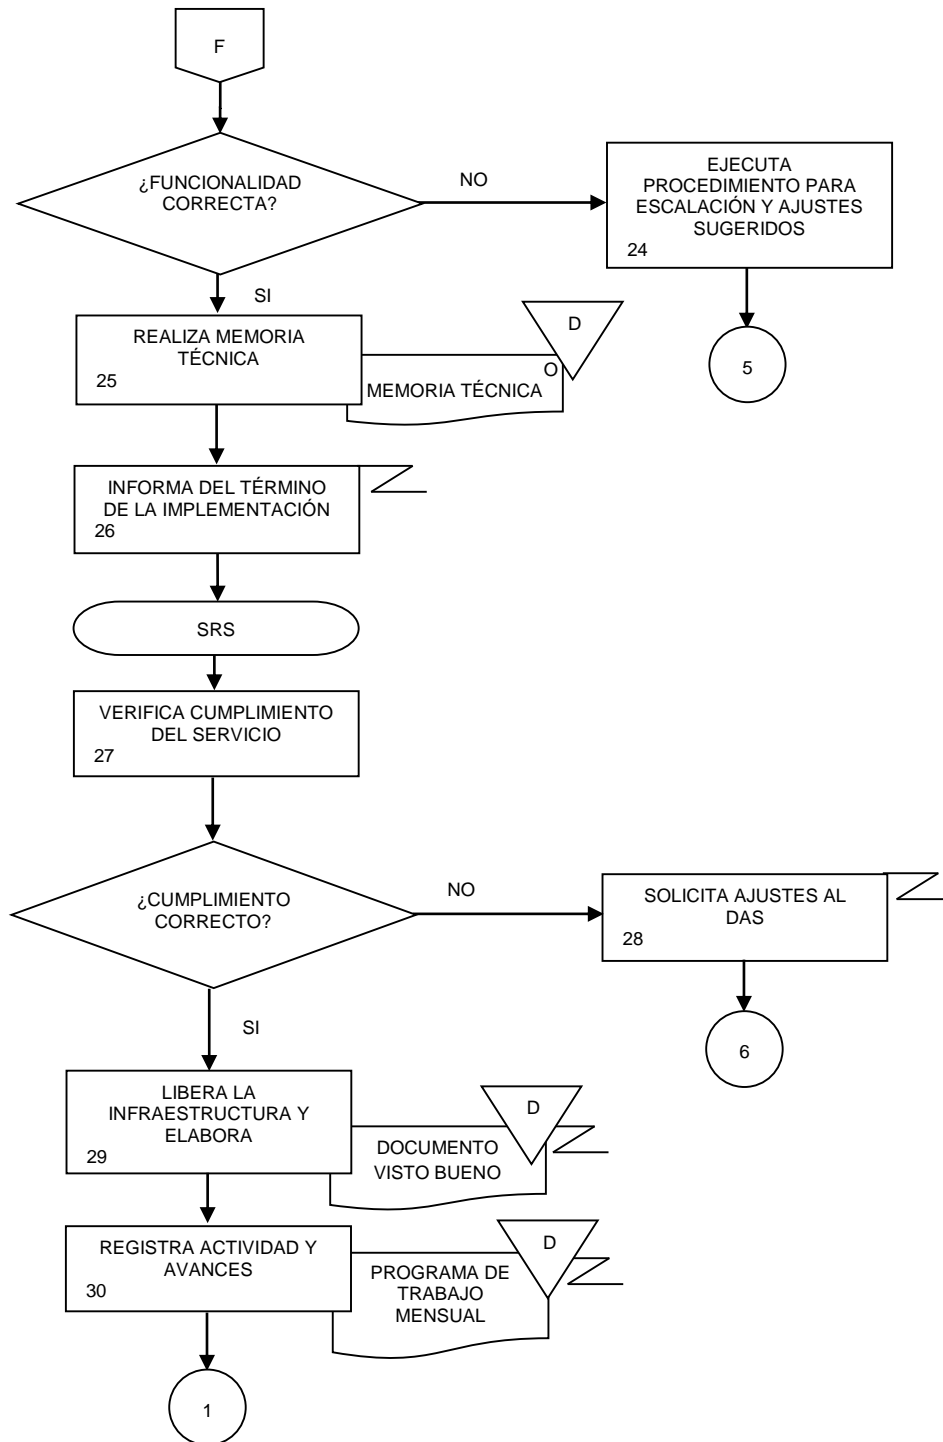 F
¿FUNCIONALIDAD
CORRECTA?
NO
EJECUTA
PROCEDIMIENTO PARA
ESCALACIÓN Y AJUSTES
SUGERIDOS
24
SI
5
REALIZA MEMORIA
TÉCNICA
25
D
O
MEMORIA TÉCNICA
INFORMA DEL TÉRMINO
DE LA IMPLEMENTACIÓN
26
SRS
VERIFICA CUMPLIMIENTO
DEL SERVICIO
27
¿CUMPLIMIENTO
CORRECTO?
NO
SOLICITA AJUSTES AL
DAS
28
SI
6
LIBERA LA
INFRAESTRUCTURA Y
ELABORA
29
D
DOCUMENTO
VISTO BUENO
REGISTRA ACTIVIDAD Y
AVANCES
30
D
PROGRAMA DE
TRABAJO
MENSUAL
1